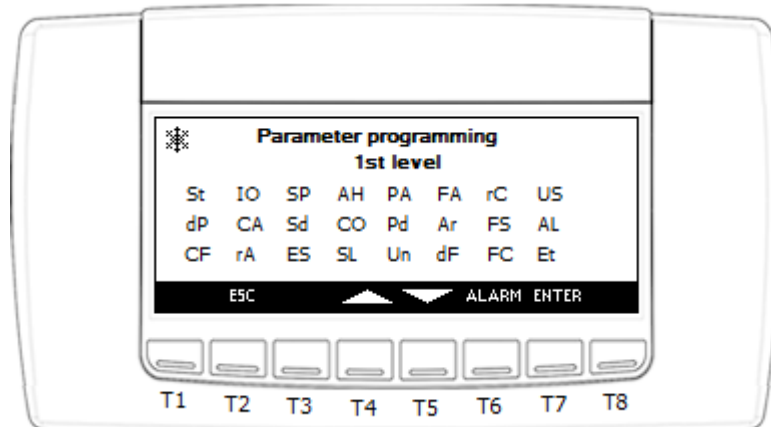 Parameter programming
1st level
St IO SP AH PA FA rC US
dP CA Sd CO Pd Ar FS AL
CF rA ES SL Un dF FC Et
ESC ALARM ENTER
T1 T2 T3 T4 T5 T6 T7 T8